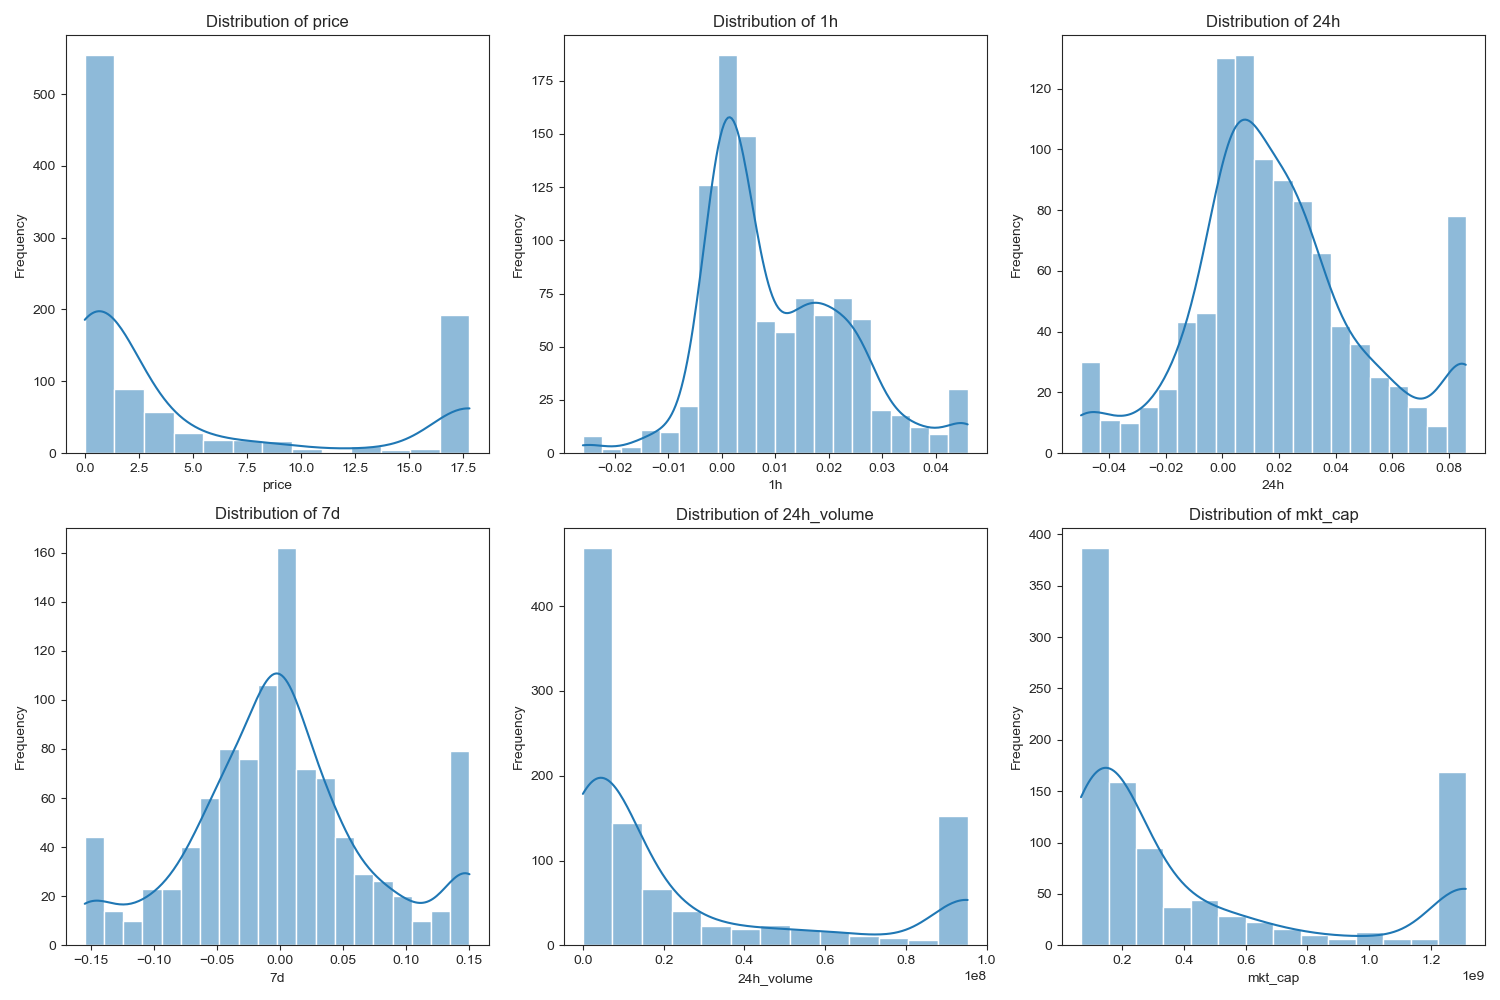 Distribution of price
Frequency
500
400
300
200
100
0
0.0 2.5 5.0 7.5 10.0 12.5 15.0 17.5
price
Distribution of 1h
Frequency
175
150
125
100
75
50
25
0
−0.02 −0.01 0.00 0.01 0.02 0.03 0.04
1h
Distribution of 24h
Frequency
120
100
80
60
40
20
0
−0.04 −0.02 0.00 0.02 0.04 0.06 0.08
24h
Distribution of 7d
Frequency
160
140
120
100
80
60
40
20
0
−0.15 −0.10 −0.05 0.00 0.05 0.10 0.15
7d
Distribution of 24h_volume
Frequency
400
300
200
100
0
0.0 0.2 0.4 0.6 0.8 1.0
1e8
24h_volume
Distribution of mkt_cap
Frequency
400
350
300
250
200
150
100
50
0
0.2 0.4 0.6 0.8 1.0 1.2
1e9
mkt_cap